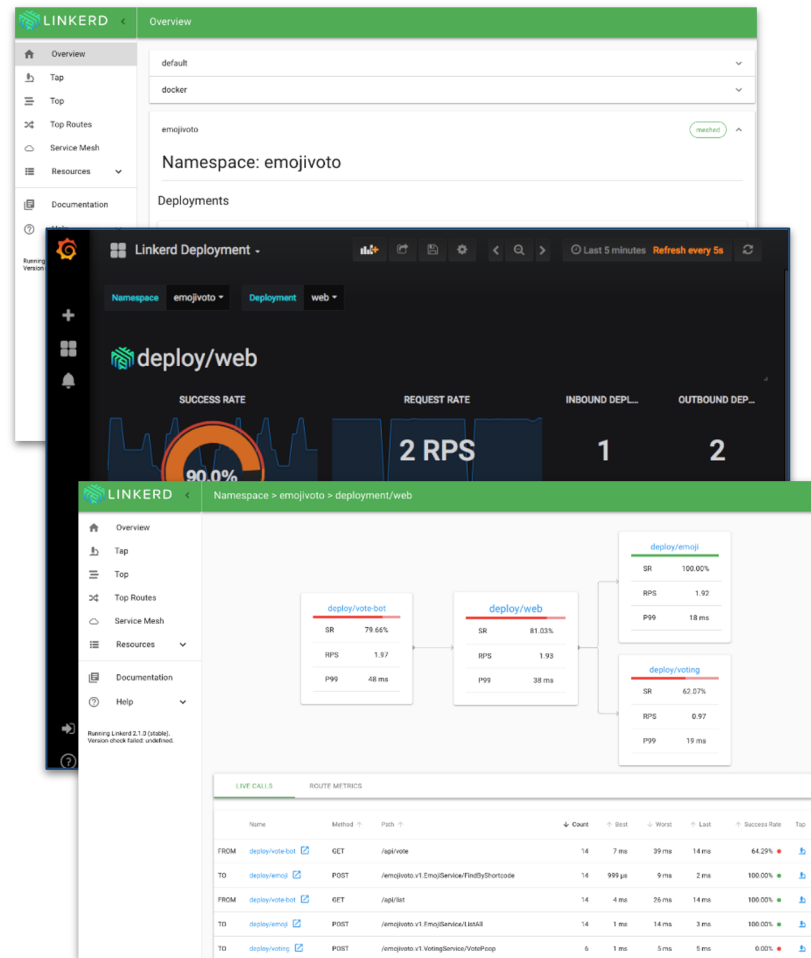 LINKERD < Overview
Overview
Tap
Top
Top Routes
Service Mesh
Resources
Documentation
Running
Version
default
docker
emojivoto meshed
Namespace: emojivoto
Deployments
Linkerd Deployment
Last 5 minutes Refresh every 5s
Namespace emojivoto Deployment web
deploy/web
SUCCESS RATE REQUEST RATE INBOUND DEPL... OUTBOUND DEP...
90.0% 2 RPS 1 2
LINKERD < Namespace > emojivoto > deployment/web
Overview
Tap
Top
Top Routes
Service Mesh
Resources
Documentation
Help
Running Linkerd 2.1.0 (stable).
Version check failed: undefined.
deploy/vote-bot
SR 79.66%
RPS 1.97
P99 48 ms
deploy/web
SR 81.03%
RPS 1.93
P99 38 ms
deploy/emoji
SR 100.00%
RPS 1.92
P99 18 ms
deploy/voting
SR 62.07%
RPS 0.97
P99 19 ms
LIVE CALLS ROUTE METRICS
Name Method ↑ Path ↑ ↓ Count ↑ Best ↓ Worst ↑ Last ↑ Success Rate Tap
FROM deploy/vote-bot GET /api/vote 14 7 ms 39 ms 14 ms 64.29%
TO deploy/emoji POST /emojivoto.v1.EmojiService/FindByShortcode 14 999 µs 9 ms 2 ms 100.00%
FROM deploy/vote-bot GET /api/list 14 4 ms 26 ms 14 ms 100.00%
TO deploy/emoji POST /emojivoto.v1.EmojiService/ListAll 14 1 ms 14 ms 3 ms 100.00%
TO deploy/voting POST /emojivoto.v1.VotingService/VotePoop 6 1 ms 5 ms 5 ms 0.00%